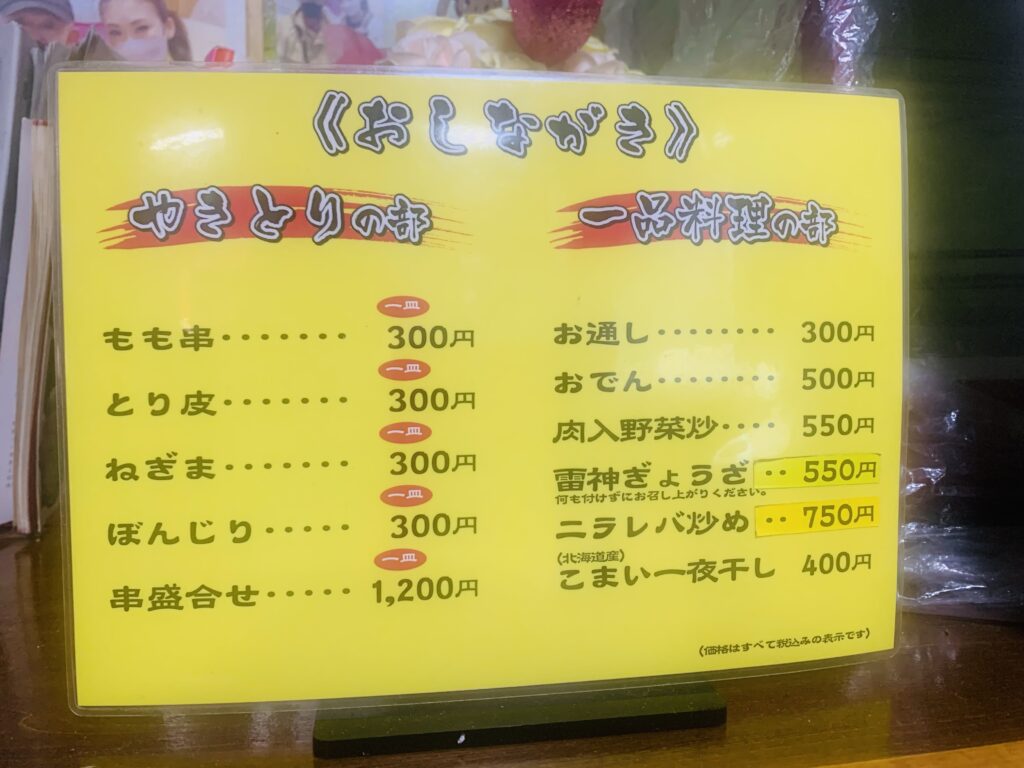 《おしながき》
やきとりの部
一皿
もも串・・・・・・・ 300円
一皿
とり皮・・・・・・・ 300円
一皿
ねぎま・・・・・・・ 300円
一皿
ぼんじり・・・・・ 300円
一皿
串盛合せ・・・・・ 1,200円
一品料理の部
お通し・・・・・・・・ 300円
おでん・・・・・・・・ 500円
肉入野菜炒・・・・ 550円
雷神ぎょうざ ・・ 550円
何も付けずにお召し上がりください。
ニラレバ炒め ・・ 750円
(北海道産)
こまい一夜干し 400円
(価格はすべて税込みの表示です)